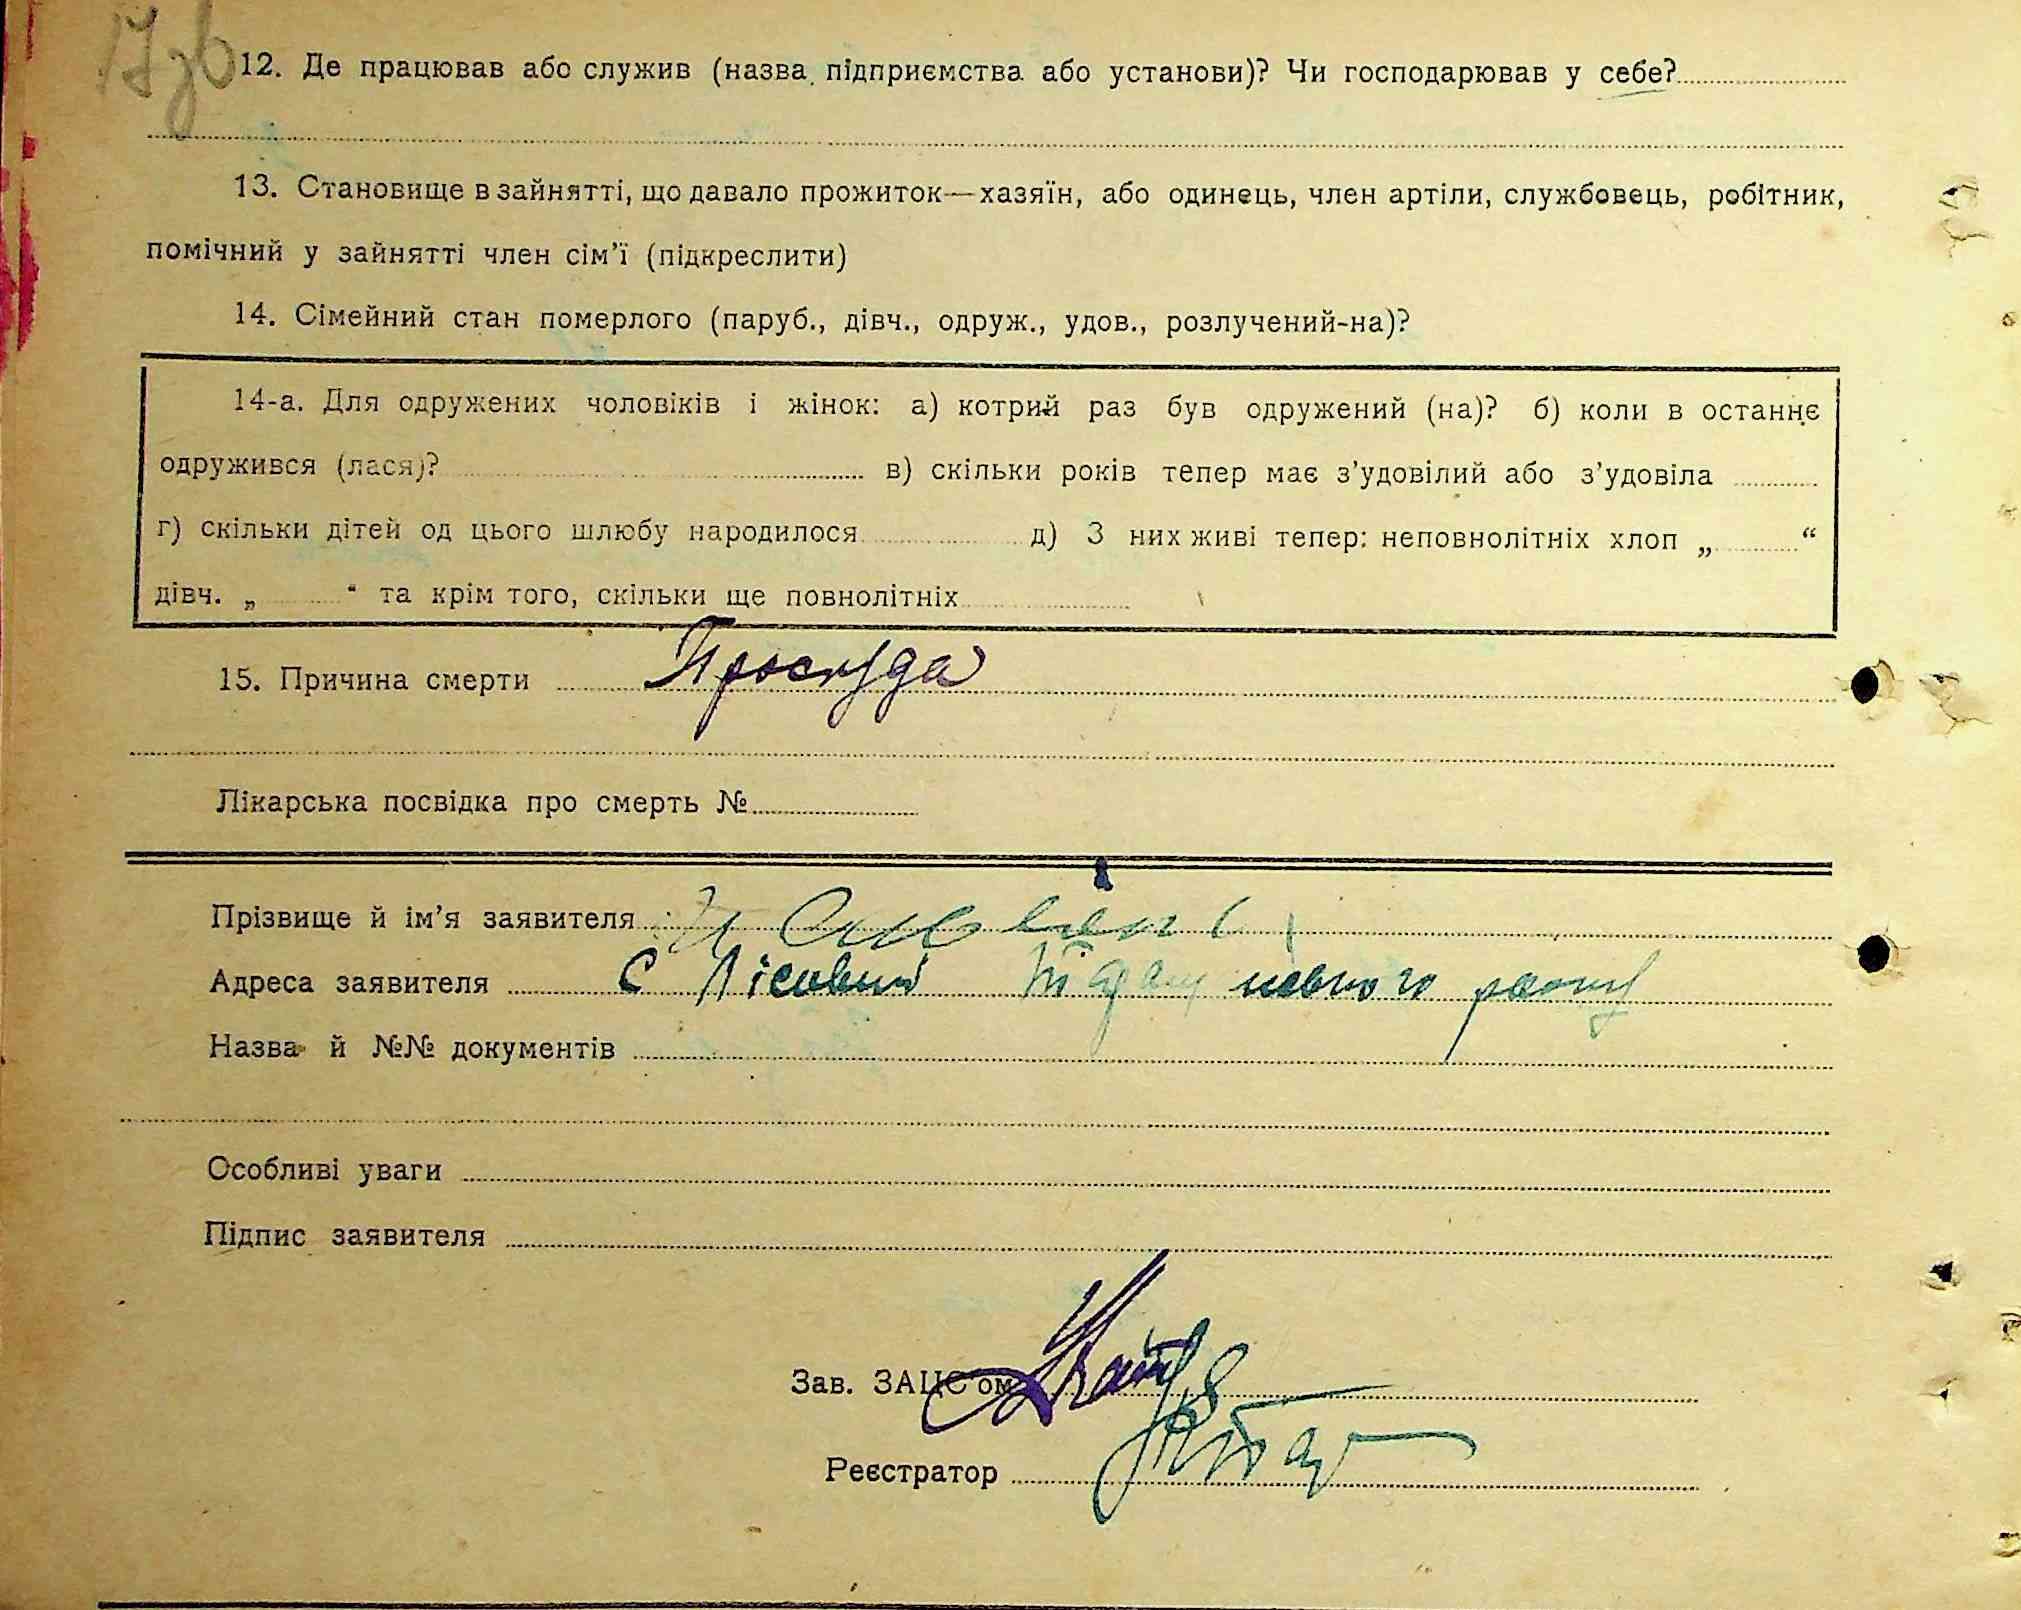 17зв
12. Де працював або служив (назва підприємства або установи)? Чи господарював у себе?
13. Становище в зайнятті, що давало прожиток—хазяїн, або одинець, член артіли, службовець, робітник,
помічний у зайнятті член сім’ї (підкреслити)
14. Сімейний стан померлого (паруб., дівч., одруж., удов., розлучений-на)?
14-а. Для одружених чоловіків і жінок: а) котрий раз був одружений (на)? б) коли в останнє
одружився (лася)? в) скільки років тепер має з’удовілий або з’удовіла
г) скільки дітей од цього шлюбу народилося д) З них живі тепер: неповнолітніх хлоп „ “
дівч. „ “ та крім того, скільки ще повнолітніх
15. Причина смерти Простуда
Лікарська посвідка про смерть №
Прізвище й ім’я заявителя
Адреса заявителя С Лісовий району
Назва й №№ документів
Особливі уваги
Підпис заявителя
Зав. ЗАЦС’ом
Реєстратор